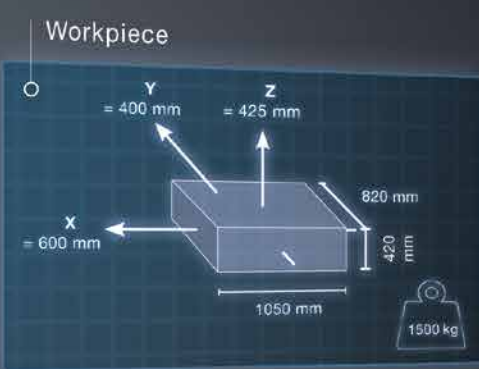 Workpiece
Y
= 400 mm
Z
= 425 mm
X
= 600 mm
820 mm
420
mm
1050 mm
1500 kg